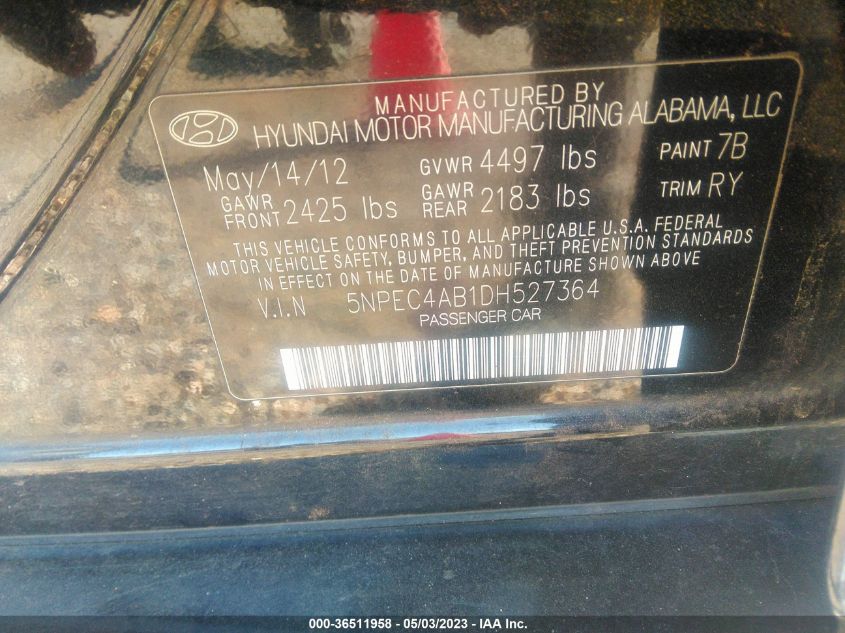 MANUFACTURED BY
HYUNDAI MOTOR MANUFACTURING ALABAMA, LLC
May/14/12 GVWR 4497 lbs PAINT 7B
GAWR FRONT 2425 lbs GAWR REAR 2183 lbs TRIM RY
THIS VEHICLE CONFORMS TO ALL APPLICABLE U.S.A. FEDERAL
MOTOR VEHICLE SAFETY, BUMPER, AND THEFT PREVENTION STANDARDS
IN EFFECT ON THE DATE OF MANUFACTURE SHOWN ABOVE
V.I.N 5NPEC4AB1DH527364
PASSENGER CAR
000-36511958 - 05/03/2023 - IAA Inc.